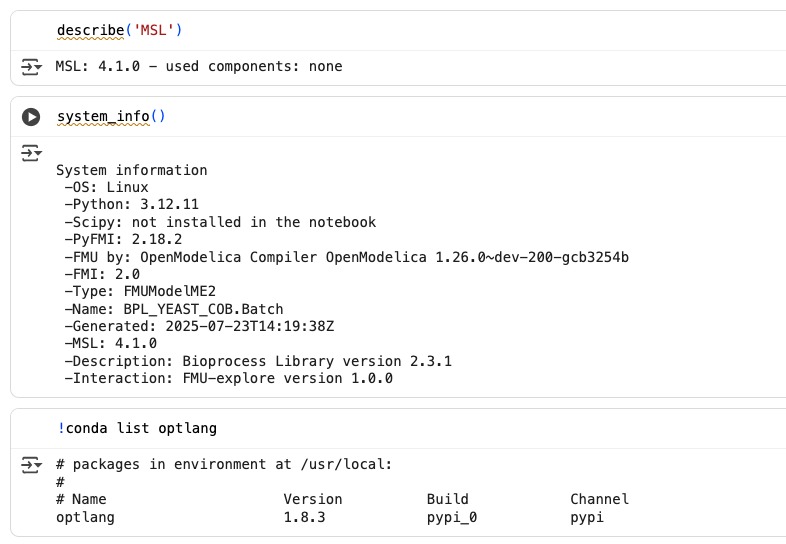 describe('MSL')
MSL: 4.1.0 – used components: none
system_info()
System information
–OS: Linux
–Python: 3.12.11
–Scipy: not installed in the notebook
–PyFMI: 2.18.2
–FMU by: OpenModelica Compiler OpenModelica 1.26.0~dev-200-gcb3254b
–FMI: 2.0
–Type: FMUModelME2
–Name: BPL_YEAST_COB.Batch
–Generated: 2025-07-23T14:19:38Z
–MSL: 4.1.0
–Description: Bioprocess Library version 2.3.1
–Interaction: FMU-explore version 1.0.0
!conda list optlang
# packages in environment at /usr/local:
#
# Name Version Build Channel
optlang 1.8.3 pypi_0 pypi